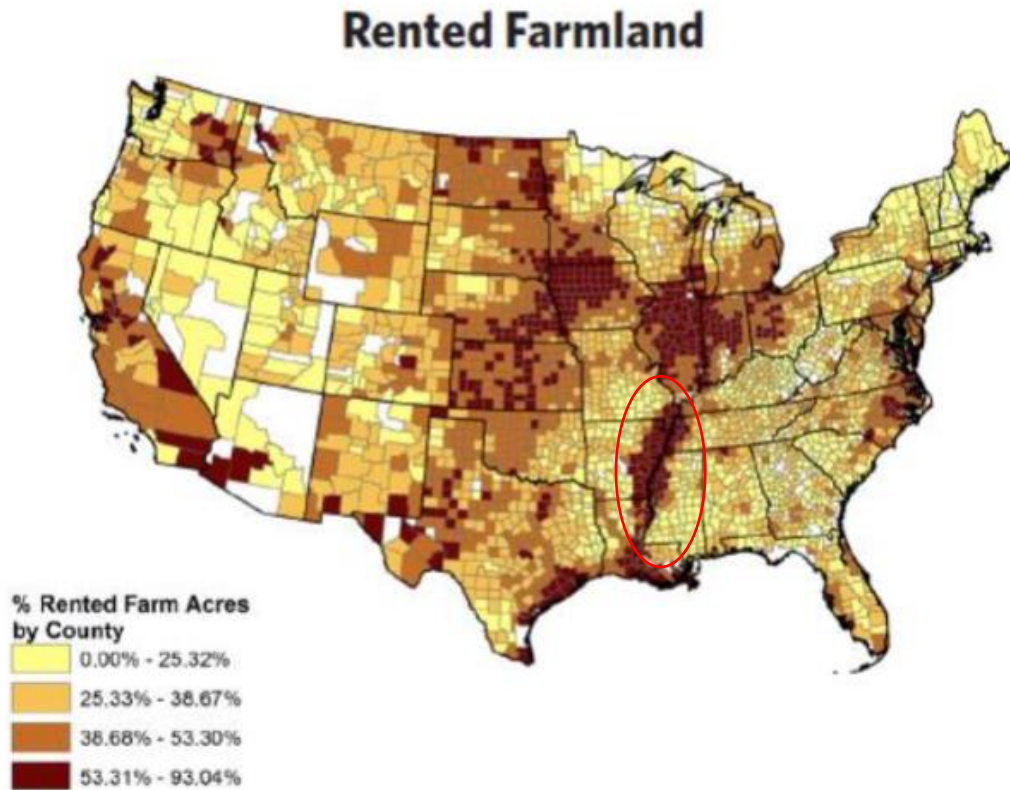 Rented Farmland
% Rented Farm Acres
by County
0.00% - 25.32%
25.33% - 38.67%
38.68% - 53.30%
53.31% - 93.04%